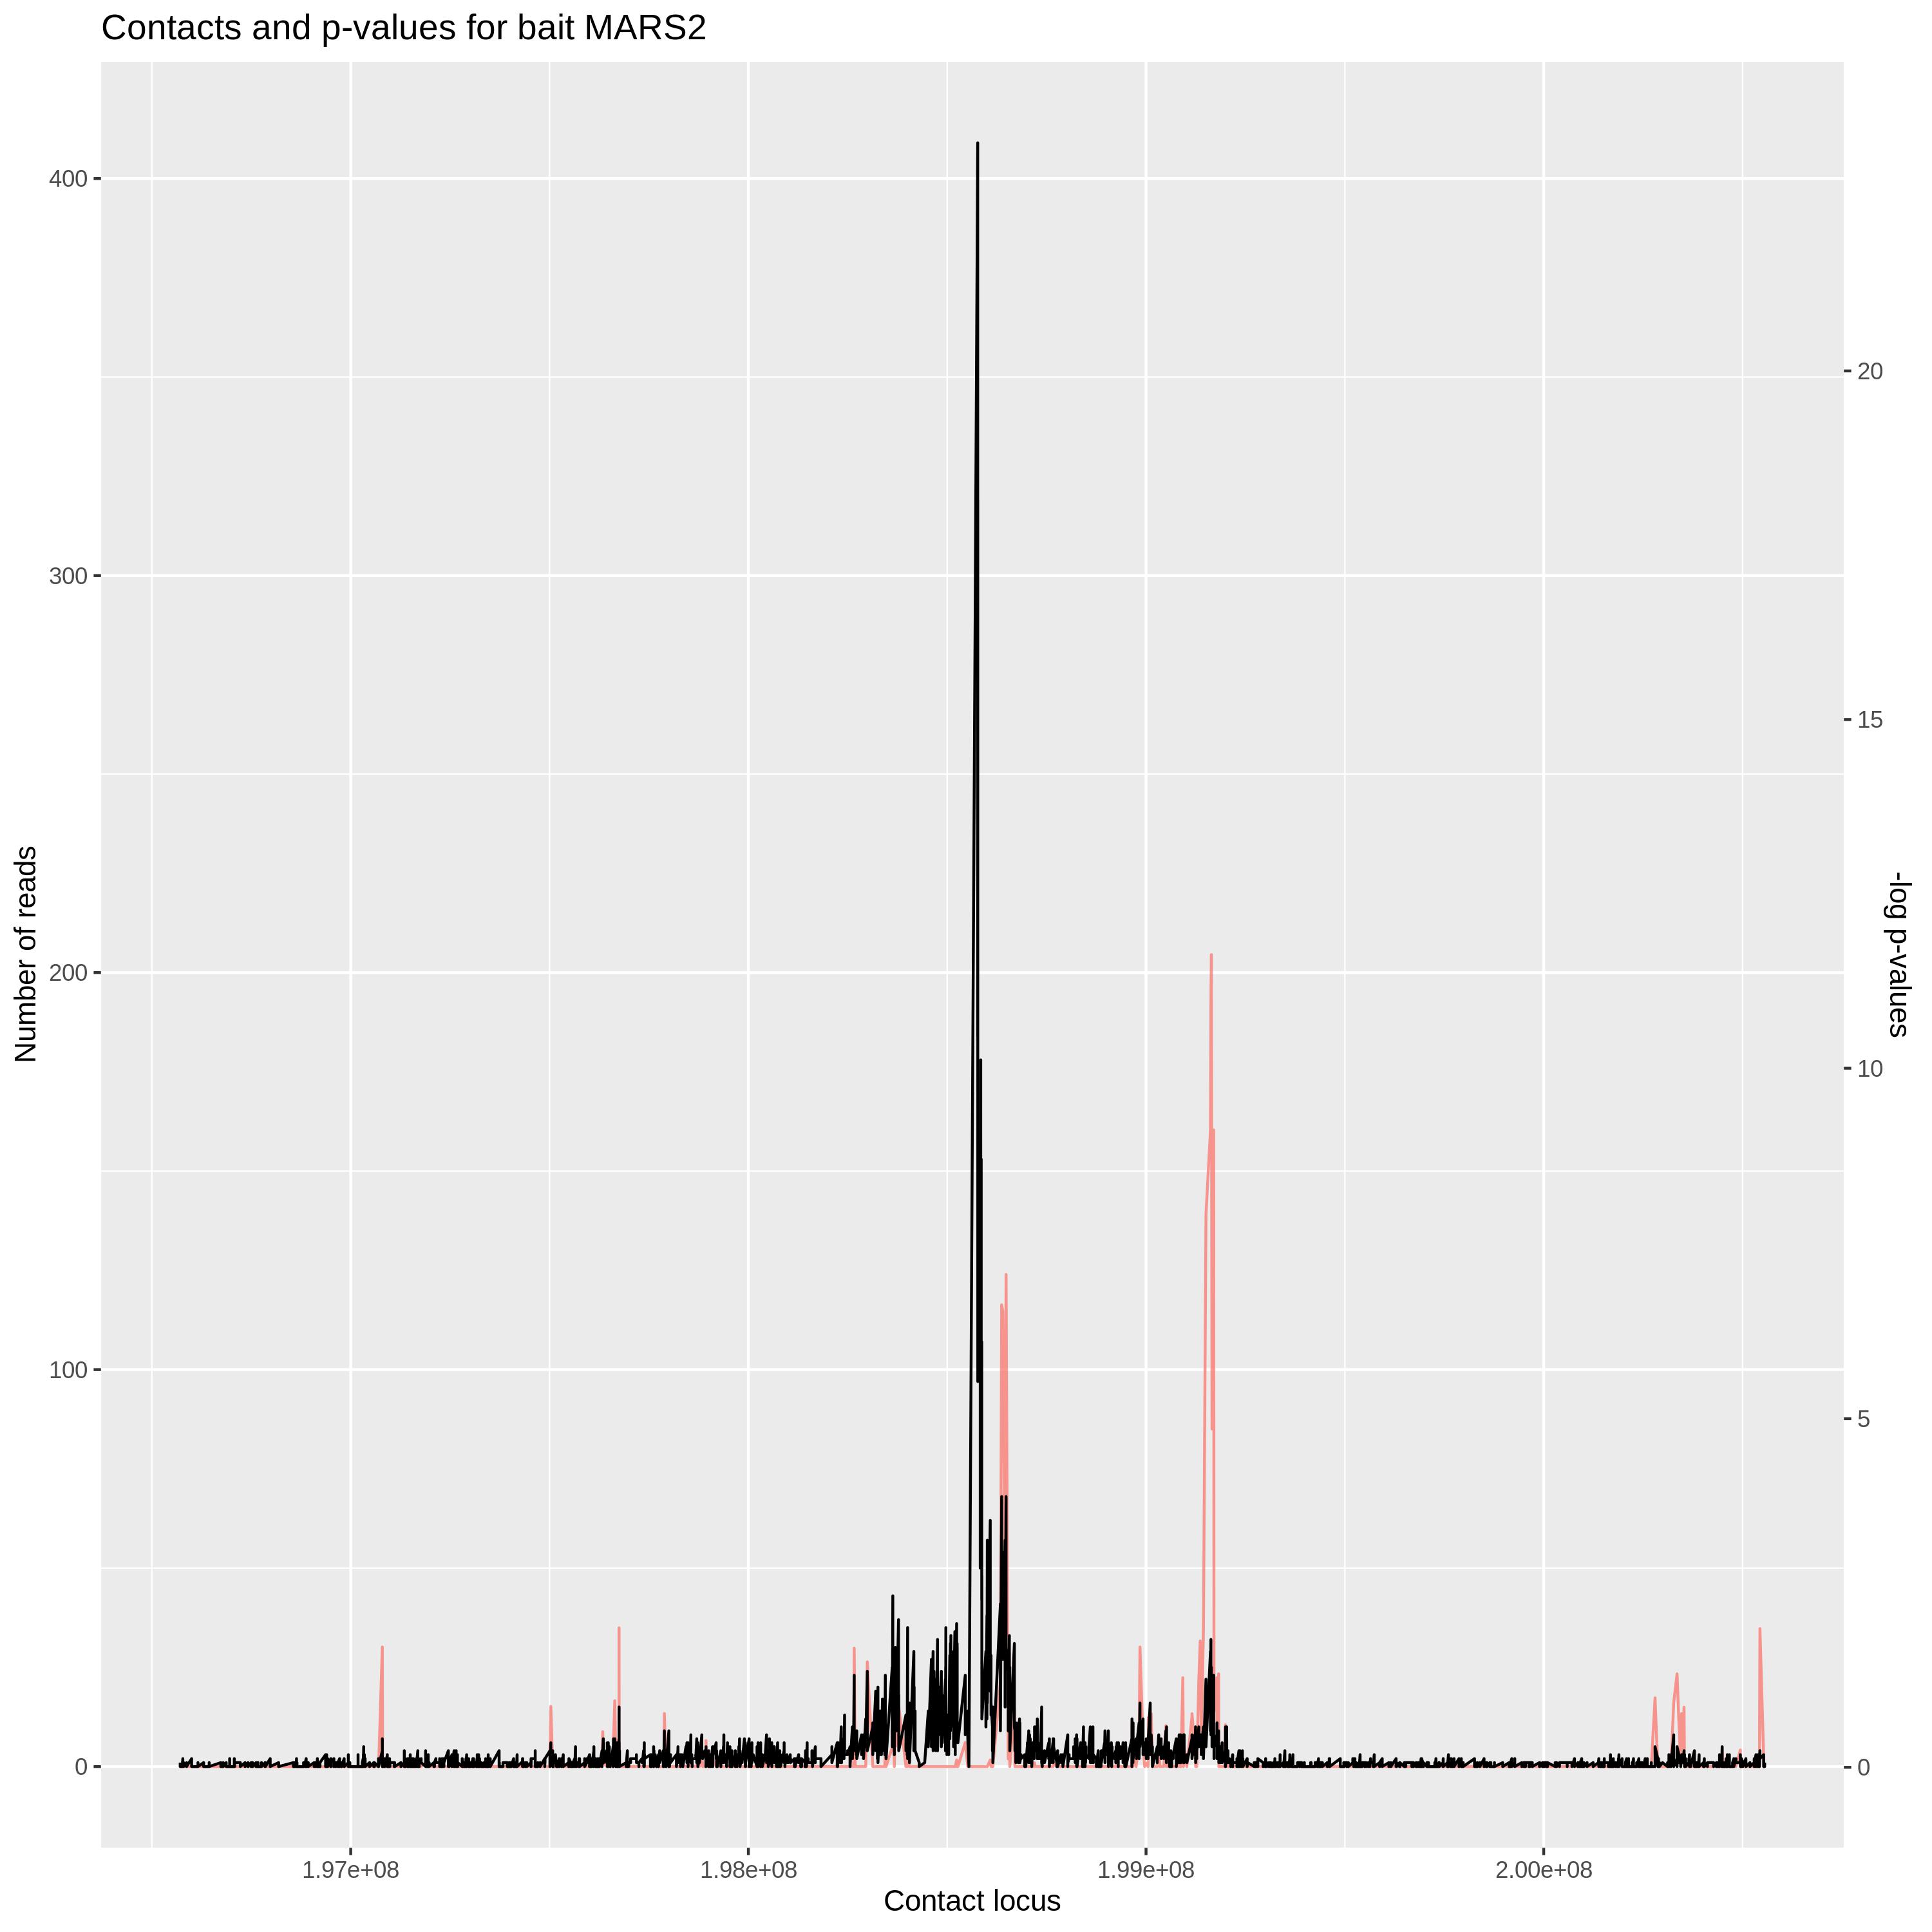 Contacts and p-values for bait MARS2
400
300
200
100
0
Number of reads
20
15
10
5
0
-log p-values
1.97e+08
1.98e+08
1.99e+08
2.00e+08
Contact locus